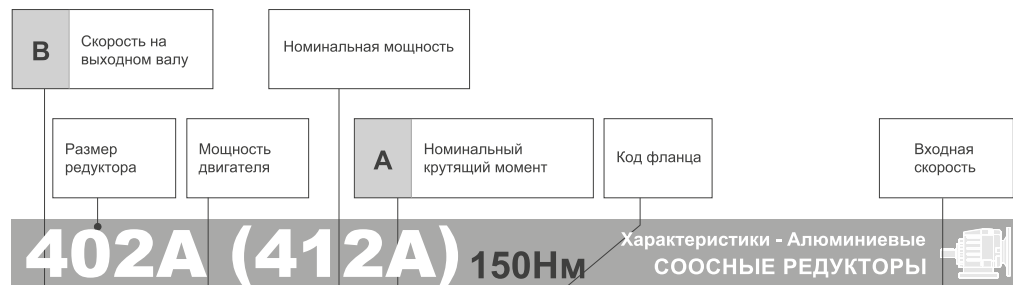 B
Скорость на
выходном валу
Номинальная мощность
Размер
редуктора
Мощность
двигателя
A
Номинальный
крутящий момент
Код фланца
Входная
скорость
402A (412A) 150Нм
Характеристики - Алюминиевые
СООСНЫЕ РЕДУКТОРЫ